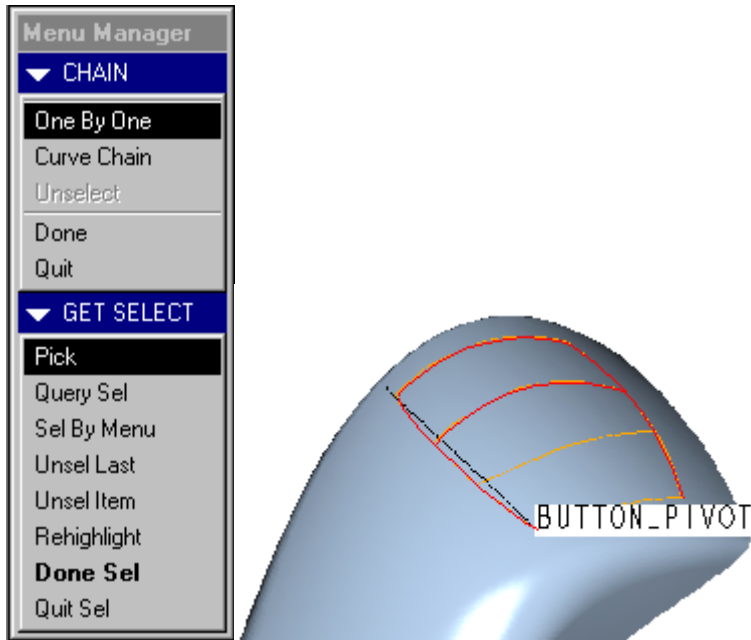 Menu Manager
CHAIN
One By One
Curve Chain
Unselect
Done
Quit
GET SELECT
Pick
Query Sel
Sel By Menu
Unsel Last
Unsel Item
Rehighlight
Done Sel
Quit Sel
BUTTON_PIVOT